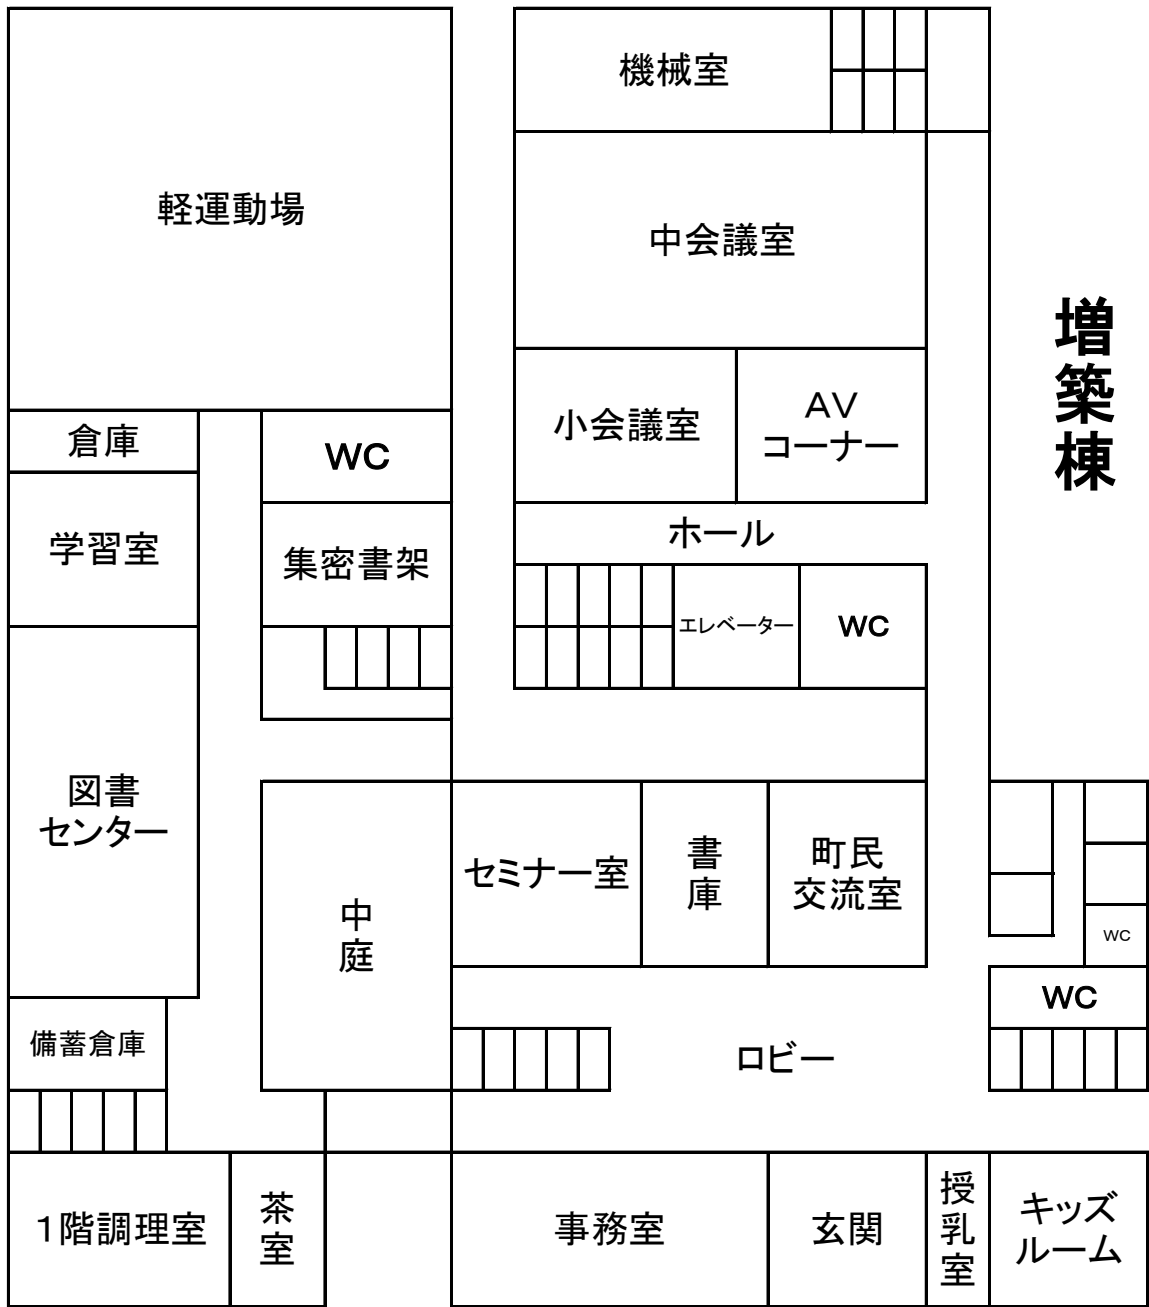 機械室
軽運動場
中会議室
増築棟
小会議室
AV
コーナー
倉庫
WC
学習室
集密書架
ホール
エレベーター
WC
図書
センター
セミナー室
書庫
町民
交流室
中庭
WC
WC
備蓄倉庫
ロビー
1階調理室
茶室
事務室
玄関
授乳室
キッズ
ルーム